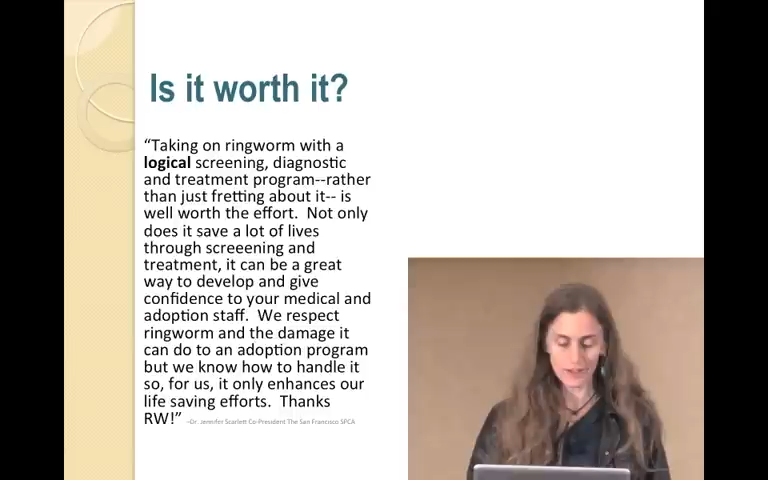 Is it worth it?
“Taking on ringworm with a
logical screening, diagnostic
and treatment program--rather
than just fretting about it-- is
well worth the effort.  Not only
does it save a lot of lives
through screeening and
treatment, it can be a great
way to develop and give
confidence to your medical and
adoption staff.  We respect
ringworm and the damage it
can do to an adoption program
but we know how to handle it
so, for us, it only enhances our
life saving efforts.  Thanks
RW!” -Dr. Jennifer Scarlett Co-President The San Francisco SPCA